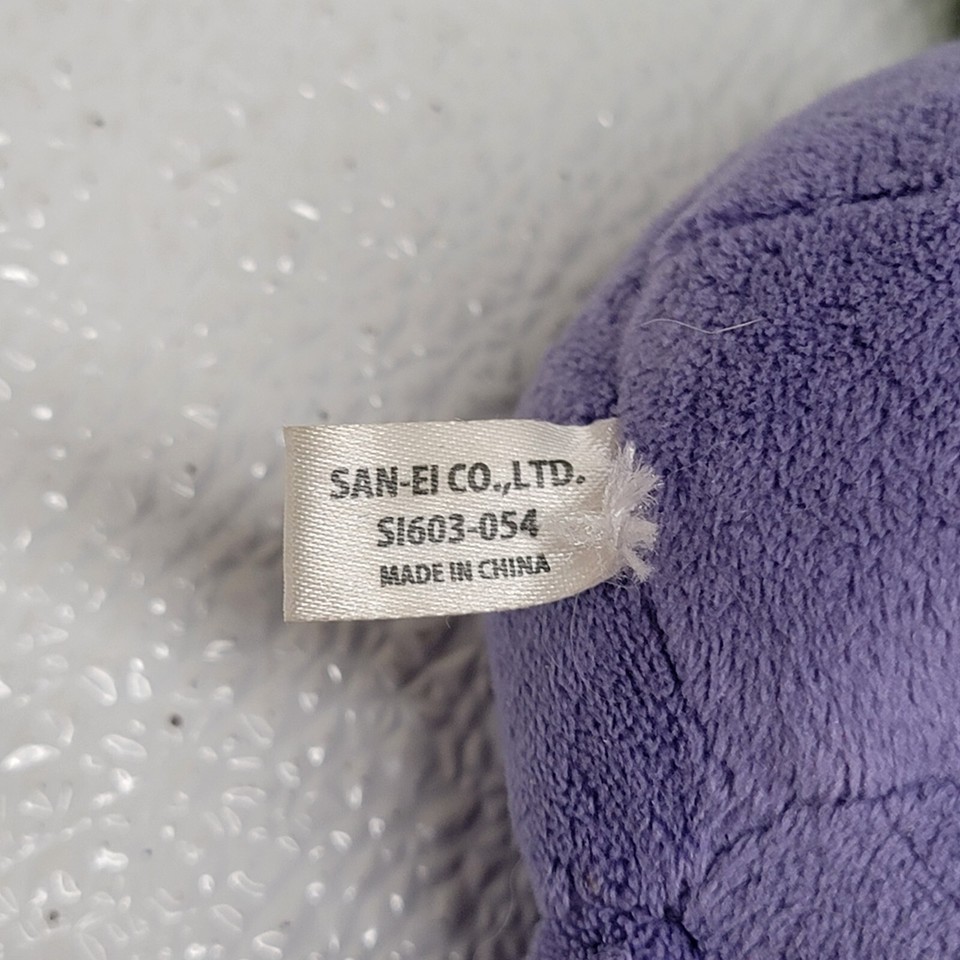 SAN-EI CO.,LTD.
SI603-054
MADE IN CHINA